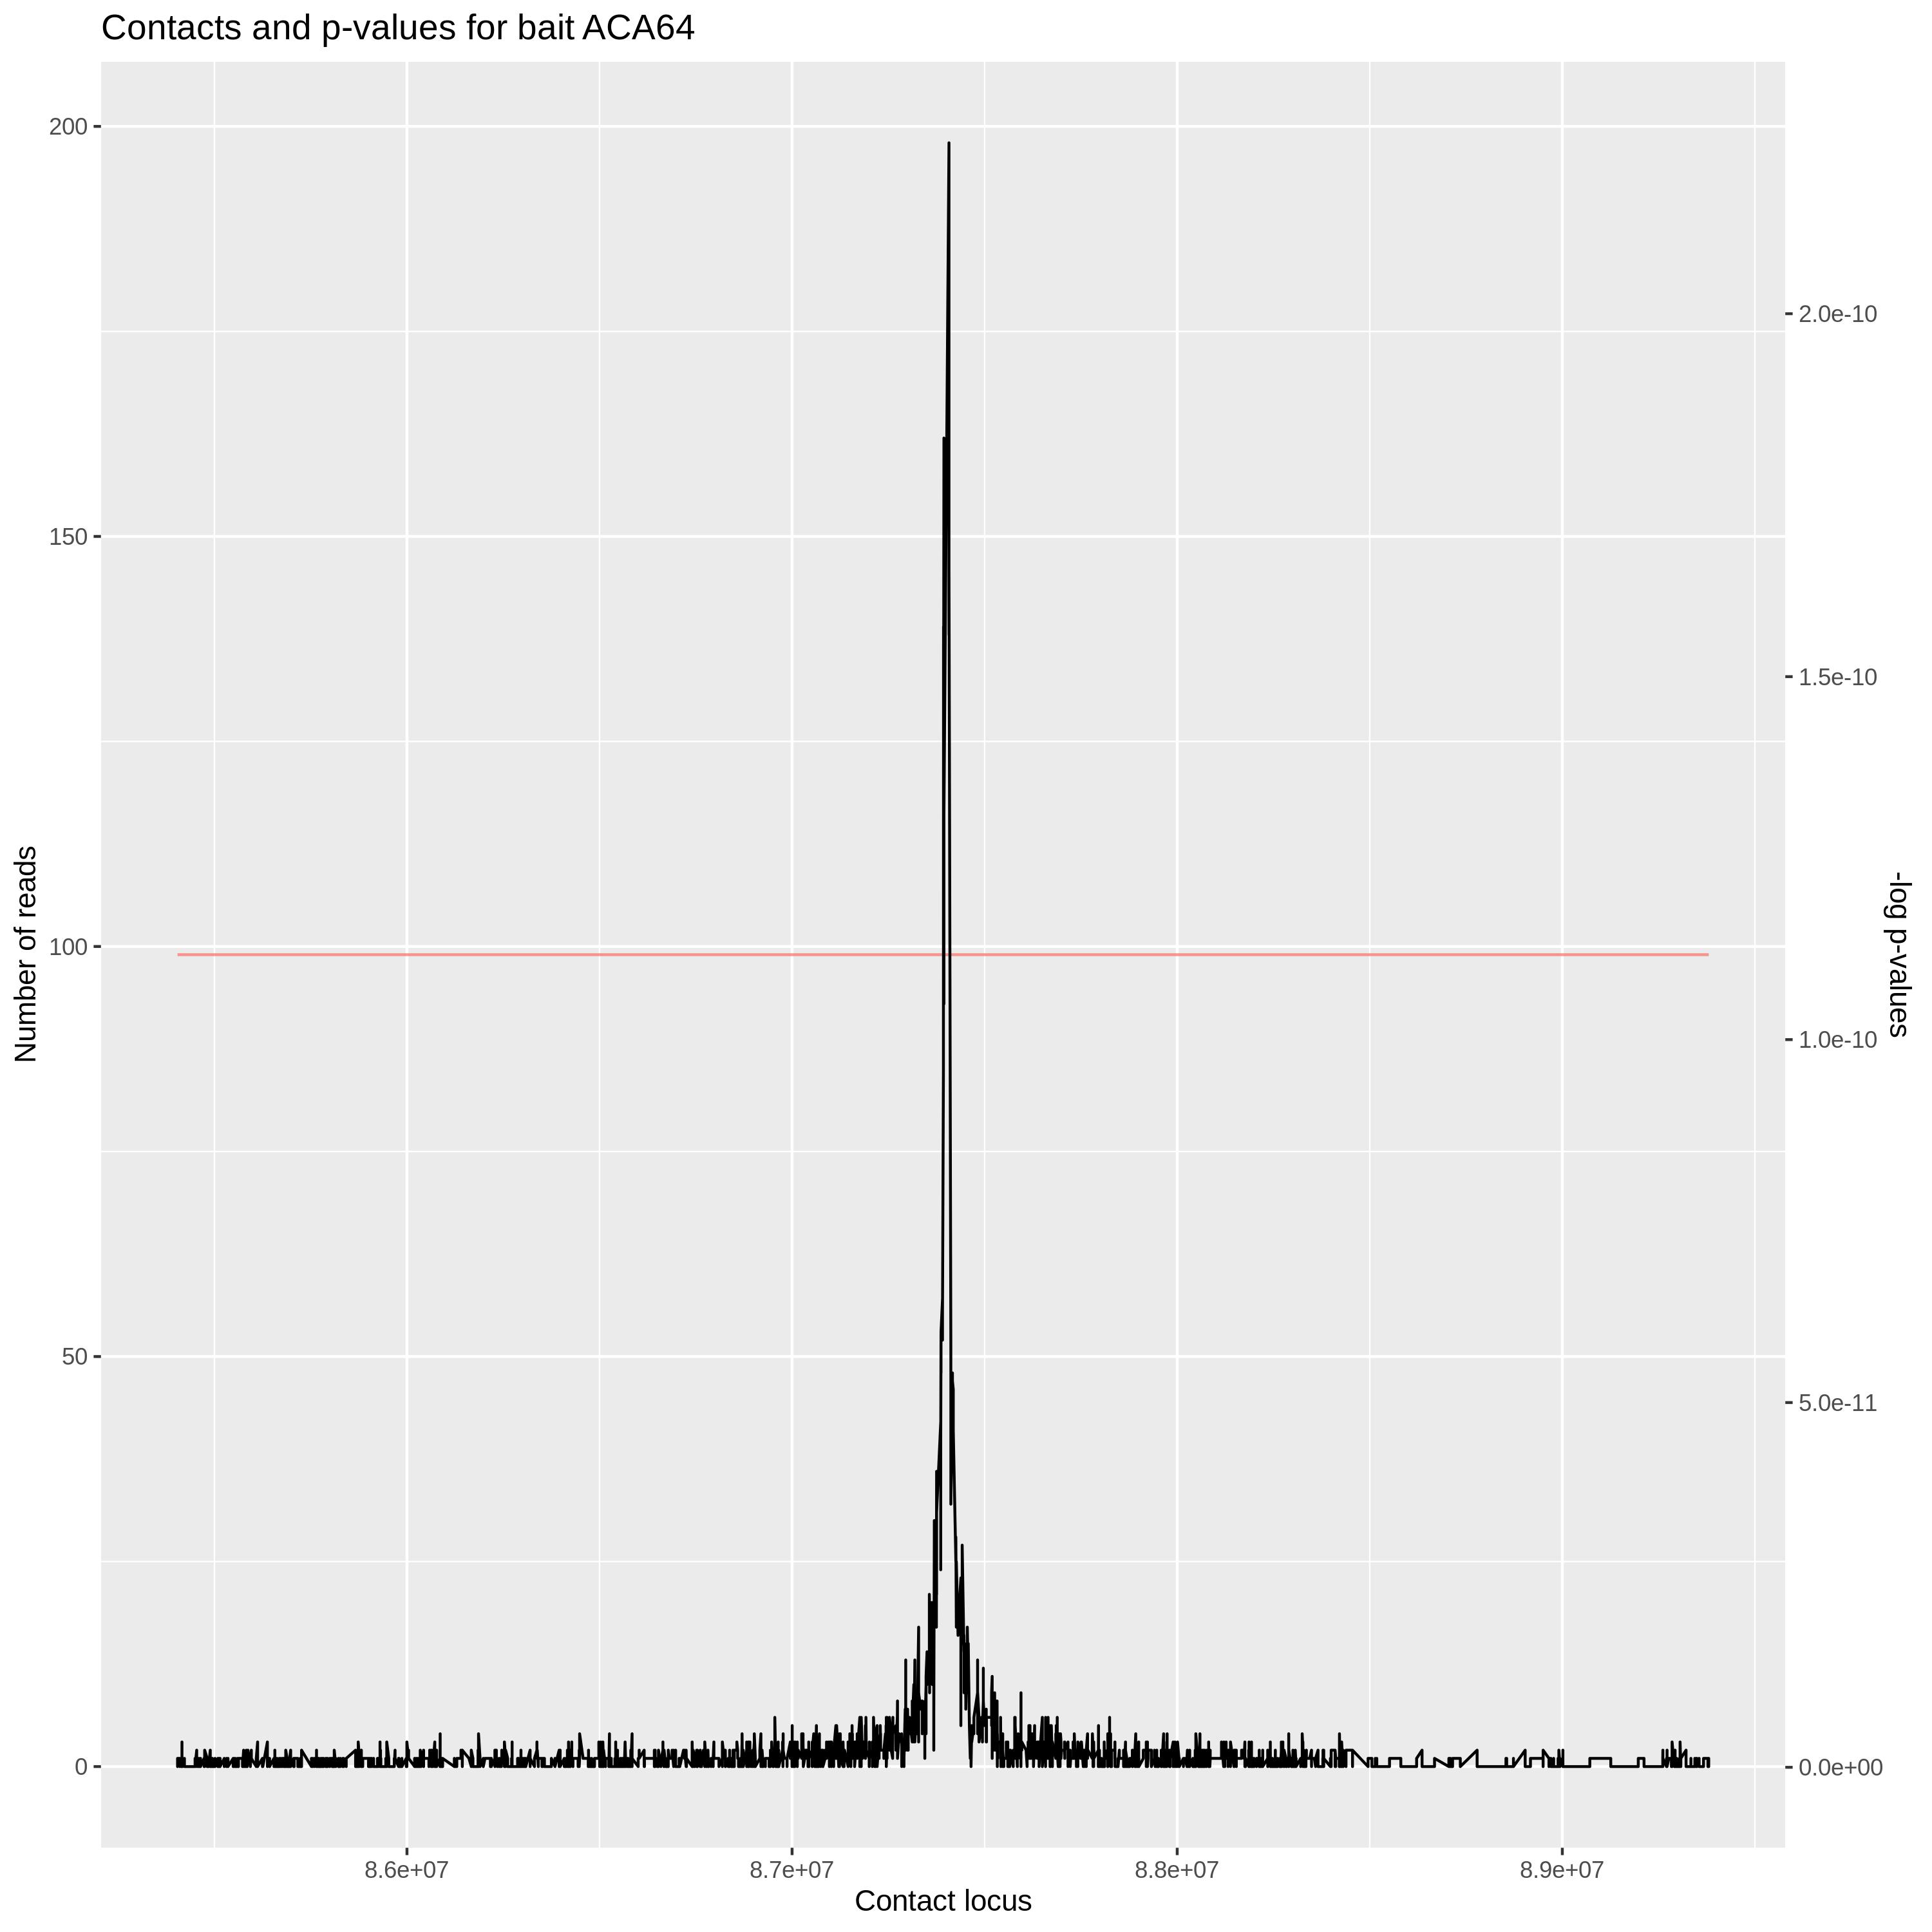 Contacts and p-values for bait ACA64
200
150
100
50
0
Number of reads
2.0e-10
1.5e-10
1.0e-10
5.0e-11
0.0e+00
-log p-values
8.6e+07
8.7e+07
8.8e+07
8.9e+07
Contact locus